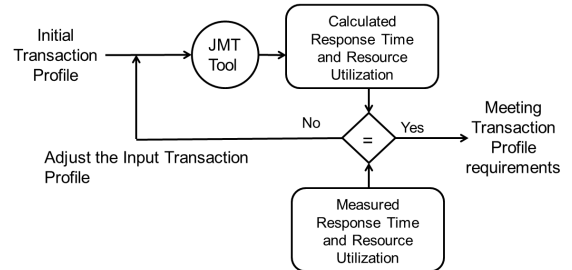 Initial
Transaction
Profile
JMT
Tool
Calculated
Response Time
and Resource
Utilization
No
=
Yes
Meeting
Transaction
Profile
requirements
Adjust the Input Transaction
Profile
Measured
Response Time
and Resource
Utilization